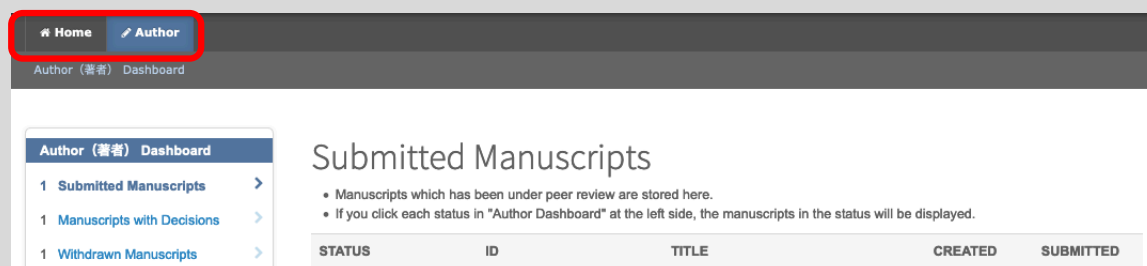 Home Author
Author（著者） Dashboard
Author（著者） Dashboard
1 Submitted Manuscripts
1 Manuscripts with Decisions
1 Withdrawn Manuscripts
Submitted Manuscripts
• Manuscripts which has been under peer review are stored here.
• If you click each status in "Author Dashboard" at the left side, the manuscripts in the status will be displayed.
STATUS ID TITLE CREATED SUBMITTED